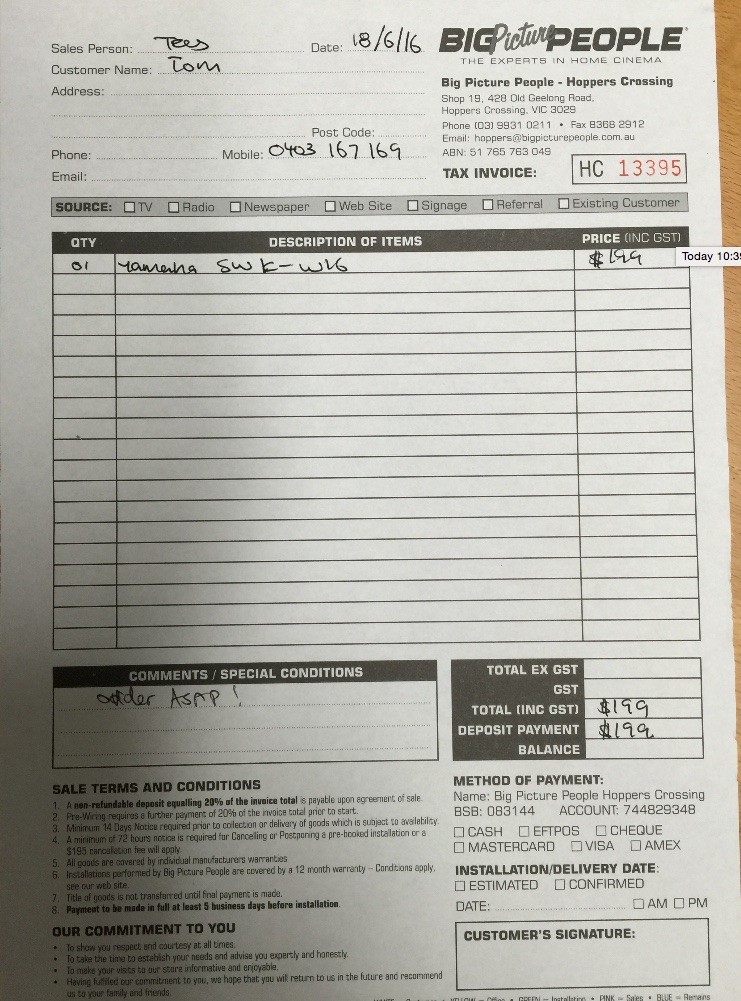 Sales Person: Tees Date: 18/6/16
Customer Name: Tom
Address:
Post Code:
Phone: Mobile: 0403 167 169
Email:
BIG Picture PEOPLE
THE EXPERTS IN HOME CINEMA
Big Picture People - Hoppers Crossing
Shop 19, 428 Old Geelong Road,
Hoppers Crossing, VIC 3029
Phone (03) 9931 0211 • Fax 8368 2912
Email: hoppers@bigpicturepeople.com.au
ABN: 51 765 763 049
TAX INVOICE: HC 13395
SOURCE: TV Radio Newspaper Web Site Signage Referral Existing Customer
QTY DESCRIPTION OF ITEMS PRICE (INC GST)
01 Yamaha SWK-W16 $199
Today 10:3
COMMENTS / SPECIAL CONDITIONS
order ASAP!
TOTAL EX GST
GST
TOTAL (INC GST) $199
DEPOSIT PAYMENT $199
BALANCE
SALE TERMS AND CONDITIONS
1. A non-refundable deposit equalling 20% of the invoice total is payable upon agreement of sale.
2. Pre-Wiring requires a further payment of 20% of the invoice total prior to start.
3. Minimum 14 Days Notice required prior to collection or delivery of goods which is subject to availability.
4. A minimum of 72 hours notice is required for Cancelling or Postponing a pre-booked installation or a
$195 cancellation fee will apply.
5. All goods are covered by individual manufacturers warranties
6. Installations performed by Big Picture People are covered by a 12 month warranty – Conditions apply,
see our web site.
7. Title of goods is not transferred until final payment is made.
8. Payment to be made in full at least 5 business days before installation.
OUR COMMITMENT TO YOU
• To show you respect and courtesy at all times.
• To take the time to establish your needs and advise you expertly and honestly.
• To make your visits to our store informative and enjoyable.
• Having fulfilled our commitment to you, we hope that you will return to us in the future and recommend
us to your family and friends.
METHOD OF PAYMENT:
Name: Big Picture People Hoppers Crossing
BSB: 083144 ACCOUNT: 744829348
CASH EFTPOS CHEQUE
MASTERCARD VISA AMEX
INSTALLATION/DELIVERY DATE:
ESTIMATED CONFIRMED
DATE: AM PM
CUSTOMER'S SIGNATURE:
YELLOW = Office • GREEN = Installation • PINK = Sales • BLUE = Remains